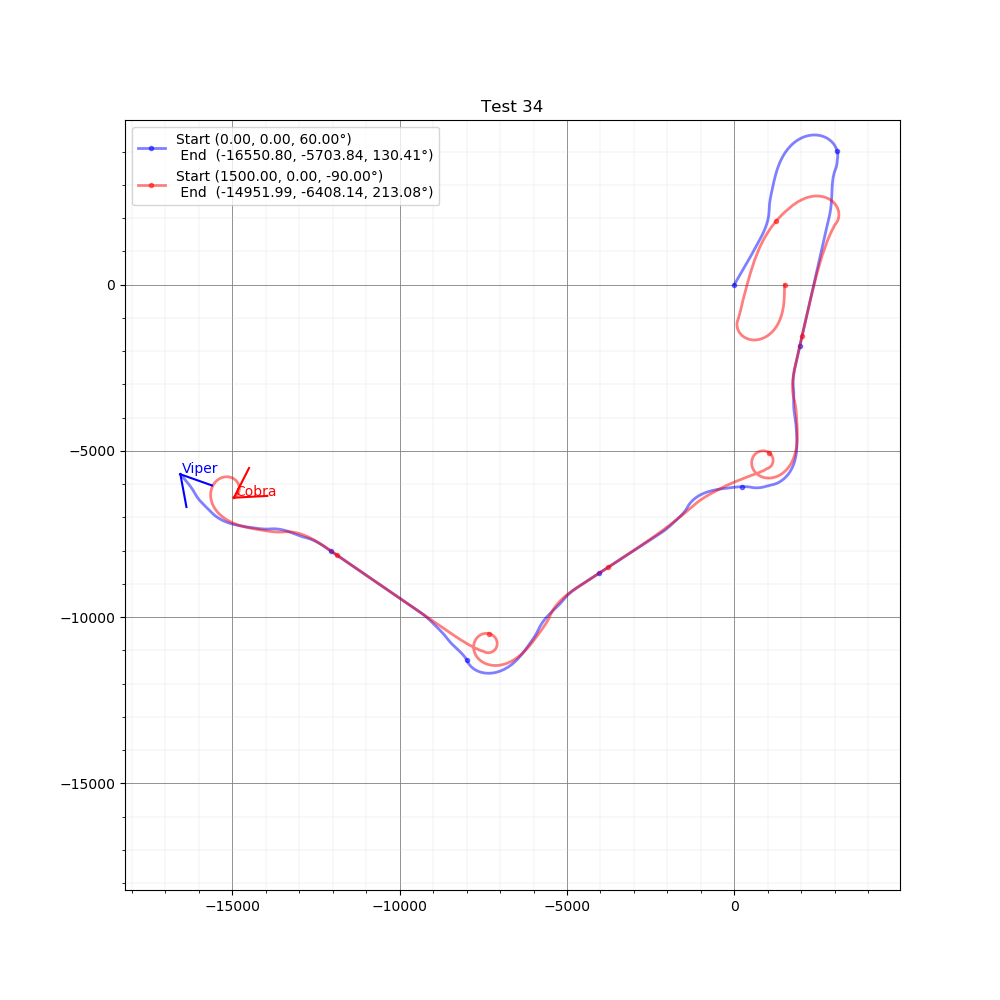 Test 34
Start (0.00, 0.00, 60.00°)
End (-16550.80, -5703.84, 130.41°)
Start (1500.00, 0.00, -90.00°)
End (-14951.99, -6408.14, 213.08°)
0
−5000
Viper
Cobra
−10000
−15000
−15000
−10000
−5000
0